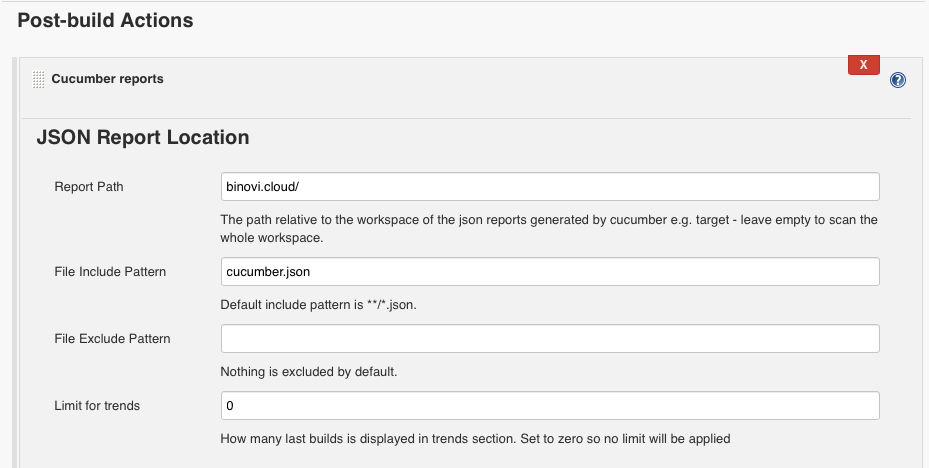 Post-build Actions
X
Cucumber reports
?
JSON Report Location
Report Path
binovi.cloud/
The path relative to the workspace of the json reports generated by cucumber e.g. target - leave empty to scan the
whole workspace.
File Include Pattern
cucumber.json
Default include pattern is **/*.json.
File Exclude Pattern
Nothing is excluded by default.
Limit for trends
0
How many last builds is displayed in trends section. Set to zero so no limit will be applied